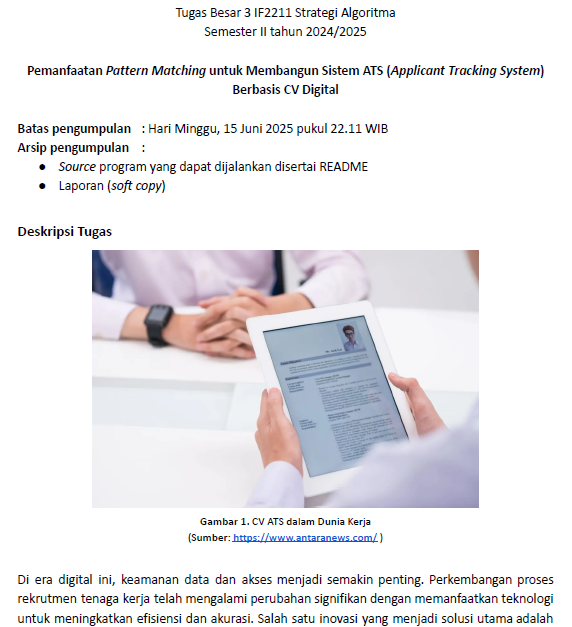 Tugas Besar 3 IF2211 Strategi Algoritma
Semester II tahun 2024/2025
Pemanfaatan Pattern Matching untuk Membangun Sistem ATS (Applicant Tracking System)
Berbasis CV Digital
Batas pengumpulan : Hari Minggu, 15 Juni 2025 pukul 22.11 WIB
Arsip pengumpulan :
● Source program yang dapat dijalankan disertai README
● Laporan (soft copy)
Deskripsi Tugas
Gambar 1. CV ATS dalam Dunia Kerja
(Sumber: https://www.antaranews.com/ )
Di era digital ini, keamanan data dan akses menjadi semakin penting. Perkembangan proses
rekrutmen tenaga kerja telah mengalami perubahan signifikan dengan memanfaatkan teknologi
untuk meningkatkan efisiensi dan akurasi. Salah satu inovasi yang menjadi solusi utama adalah